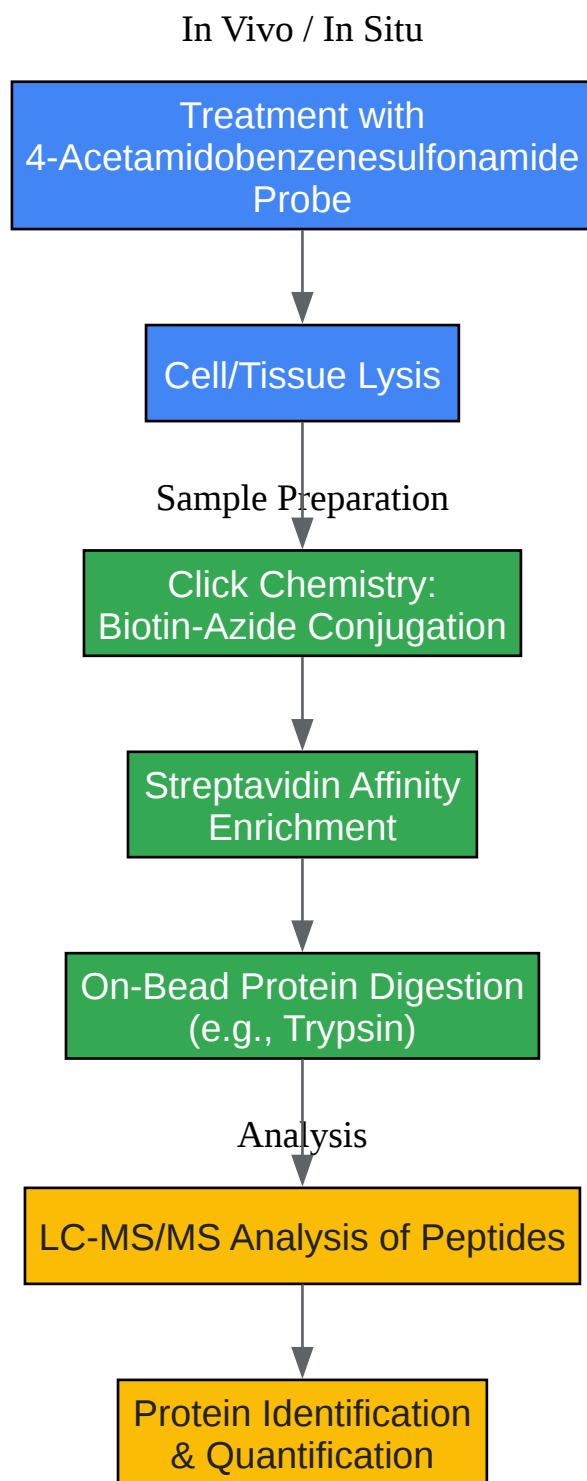 In Vivo / In Situ
Treatment with
4-Acetamidobenzenesulfonamide
Probe
Cell/Tissue Lysis
Sample Preparation
Click Chemistry:
Biotin-Azide Conjugation
Streptavidin Affinity
Enrichment
On-Bead Protein Digestion
(e.g., Trypsin)
Analysis
LC-MS/MS Analysis of Peptides
Protein Identification
& Quantification